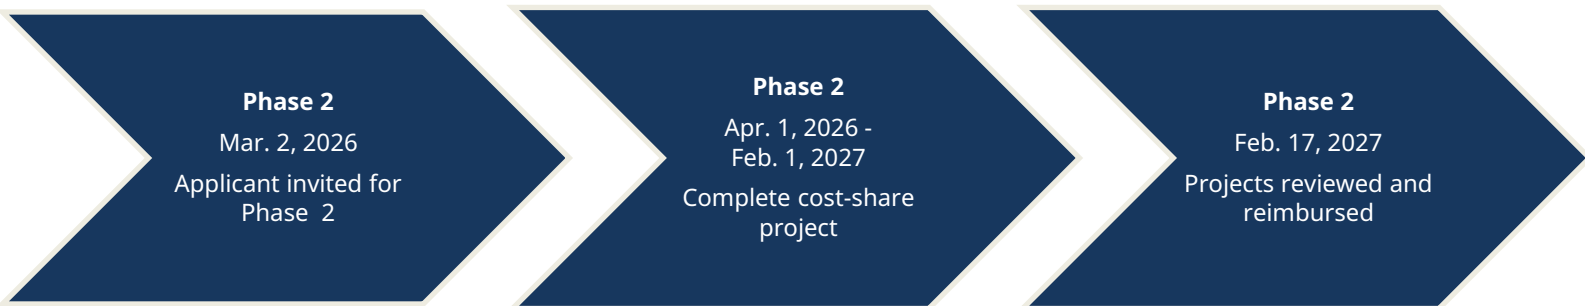 Phase 2
Mar. 2, 2026
Applicant invited for
Phase  2
Phase 2
Apr. 1, 2026 -
Feb. 1, 2027
Complete cost-share
project
Phase 2
Feb. 17, 2027
Projects reviewed and
reimbursed